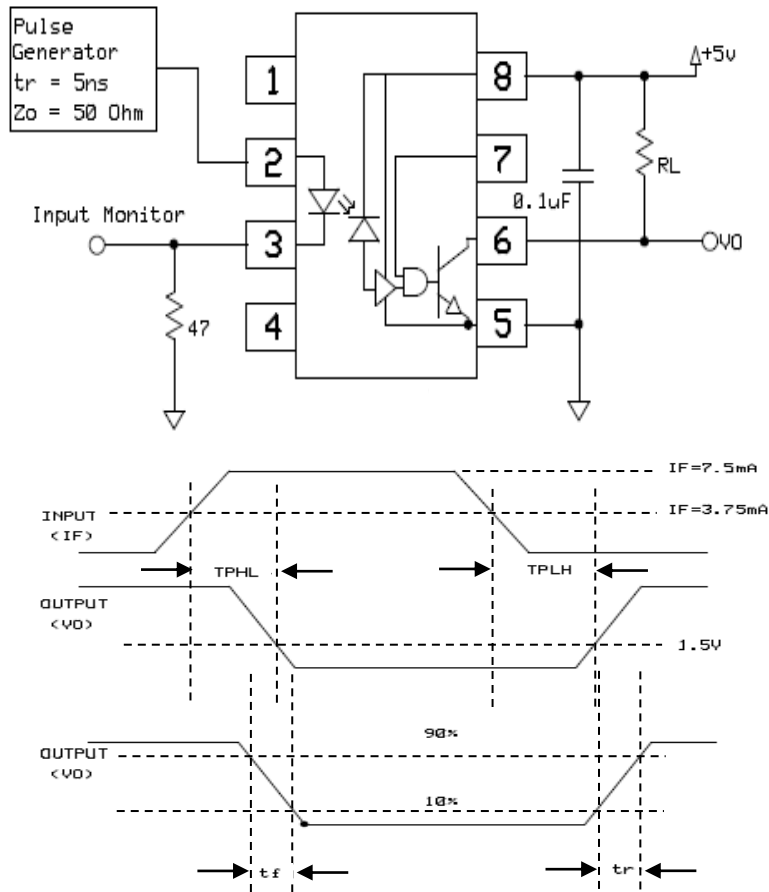 Pulse
Generator
tr = 5ns
Zo = 50 Ohm
+5v
1
8
2
7
RL
0.1uF
Input Monitor
3
6
VO
47
4
5
IF=7.5mA
INPUT
(IF)
IF=3.75mA
TPHL
TPLH
OUTPUT
(VO)
1.5V
90%
OUTPUT
(VO)
10%
tf
tr